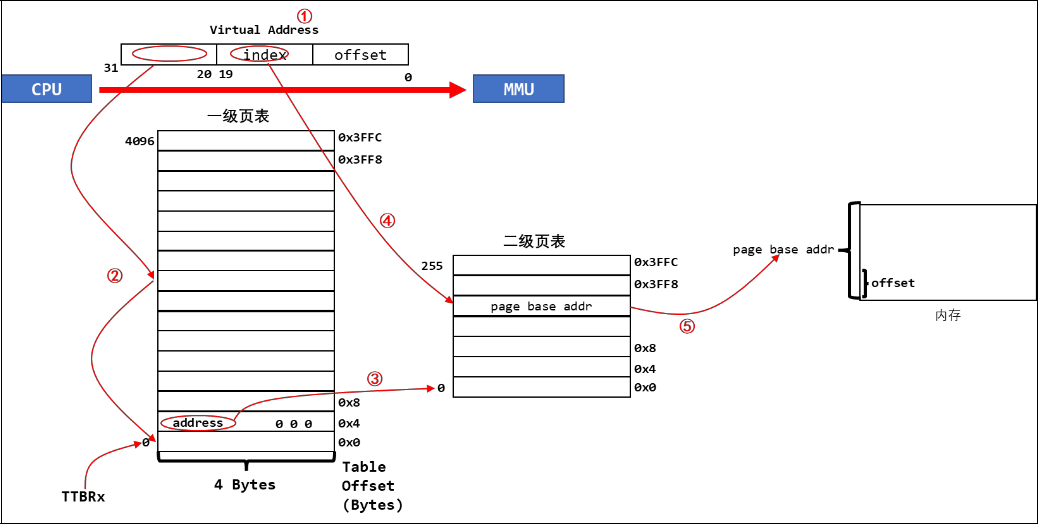 ①
Virtual Address
index
offset
31
20 19
0
CPU
MMU
一级页表
4096
0x3FFC
0x3FF8
④
二级页表
255
0x3FFC
0x3FF8
page base addr
page base addr
offset
内存
②
⑤
0x8
0x4
0x0
0
③
0x8
address
0 0 0
0x4
0
0x0
4 Bytes
Table
Offset
(Bytes)
TTBRx